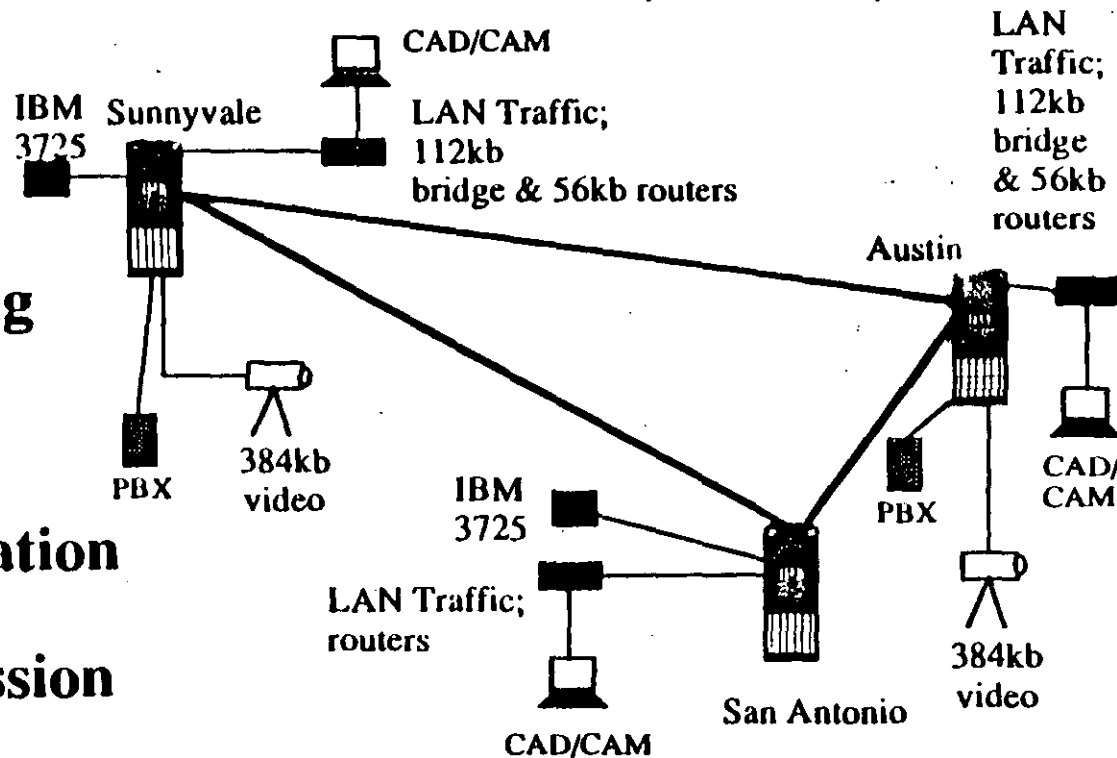 CAD/CAM
LAN Traffic;
112kb
bridge & 56kb routers
IBM
3725
Sunnyvale
LAN
Traffic;
112kb
bridge
& 56kb
routers
Austin
g
PBX
384kb
video
IBM
3725
PBX
CAD/
CAM
ation
LAN Traffic;
routers
ssion
CAD/CAM
San Antonio
384kb
video